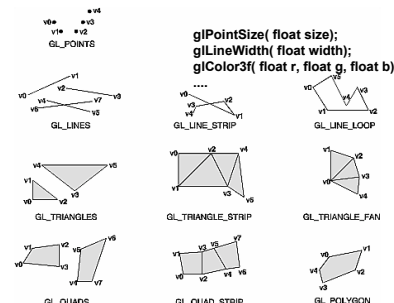 v4
v0 v3
v1 v2
GL_POINTS
glPointSize( float size);
glLineWidth( float width);
glColor3f( float r, float g, float b)
....
v1
v2
v0 v3
v4 v7
v6 v5
GL_LINES
v0 v2
v4
v3 v1
GL_LINE_STRIP
v0 v3
v4
v1 v2
GL_LINE_LOOP
v4 v5
v1
v0 v2 v3
GL_TRIANGLES
v0 v2 v4
v1 v3
v5
GL_TRIANGLE_STRIP
v1 v2
v0 v3
v4
GL_TRIANGLE_FAN
v1 v2 v6
v5
v0 v3
v4 v7
GL_QUADS
v1 v3 v5 v7
v0 v2 v4 v6
GL_QUAD_STRIP
v0 v1
v4
v3 v2
GL_POLYGON